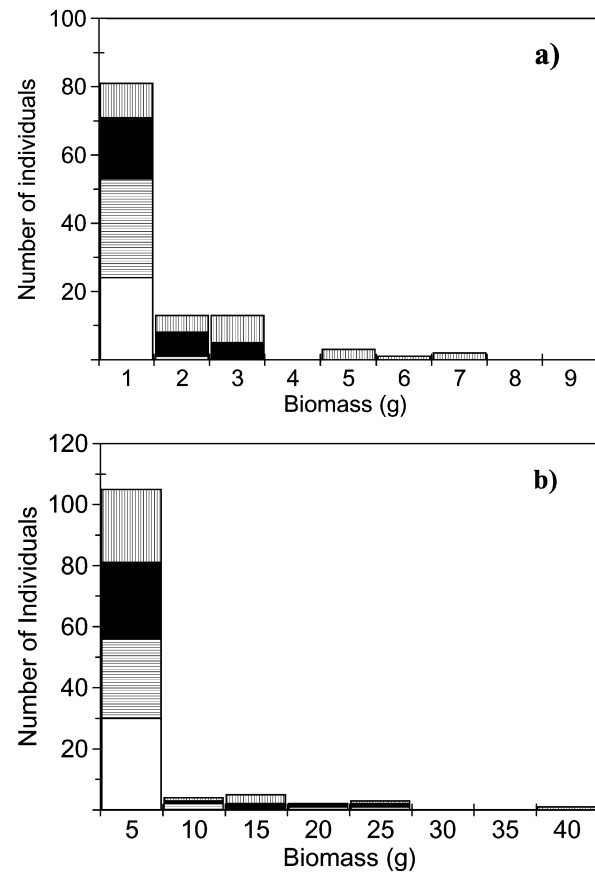 100
a)
80
60
40
20
Number of individuals
1 2 3 4 5 6 7 8 9
Biomass (g)
120
b)
100
80
60
40
20
Number of Individuals
5 10 15 20 25 30 35 40
Biomass (g)